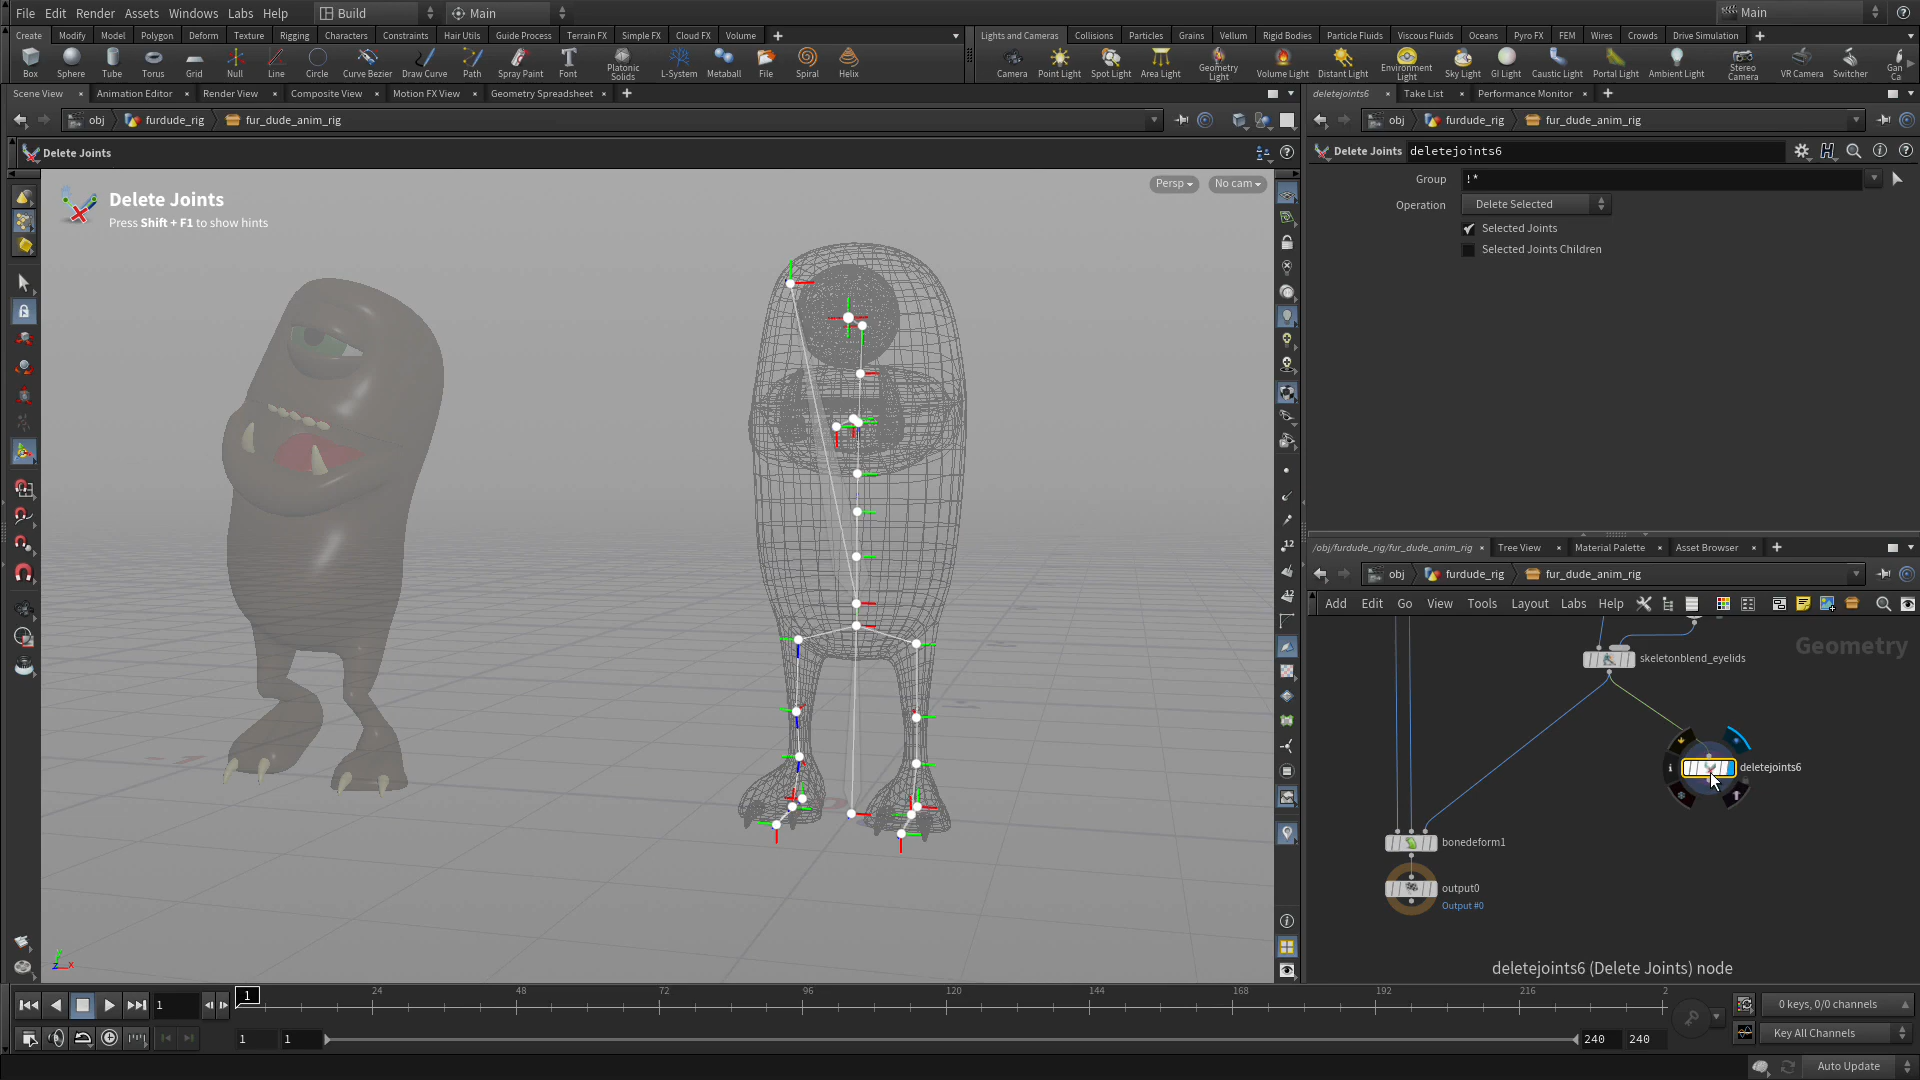 File Edit Render Assets Windows Labs Help Build Main Main
Create Modify Model Polygon Deform Texture Rigging Characters Constraints Hair Utils Guide Process Terrain FX Simple FX Cloud FX Volume
Lights and Cameras Collisions Particles Grains Vellum Rigid Bodies Particle Fluids Viscous Fluids Oceans Pyro FX FEM Wires Crowds Drive Simulation
Box Sphere Tube Torus Grid Null Line Circle Curve Bezier Draw Curve Path Spray Paint Font Platonic Solids L-System Metaball File Spiral Helix
Camera Point Light Spot Light Area Light Geometry Light Volume Light Distant Light Environment Light Sky Light GI Light Caustic Light Portal Light Ambient Light Stereo Camera VR Camera Switcher Gan Ca
Scene View Animation Editor Render View Composite View Motion FX View Geometry Spreadsheet
deletejoints6 Take List Performance Monitor
obj furdude_rig fur_dude_anim_rig
obj furdude_rig fur_dude_anim_rig
Delete Joints
Delete Joints deletejoints6
Group !*
Operation Delete Selected
Selected Joints
Selected Joints Children
Delete Joints
Press Shift + F1 to show hints
Persp No cam
12
12
/obj/furdude_rig/fur_dude_anim_rig Tree View Material Palette Asset Browser
obj furdude_rig fur_dude_anim_rig
Add Edit Go View Tools Layout Labs Help
Geometry
skeletonblend_eyelids
deletejoints6
bonedeform1
output0
Output #0
deletejoints6 (Delete Joints) node
z x
1 1 24 48 72 96 120 144 168 192 216 2
0 keys, 0/0 channels
1 1 240 240
Key All Channels
Auto Update